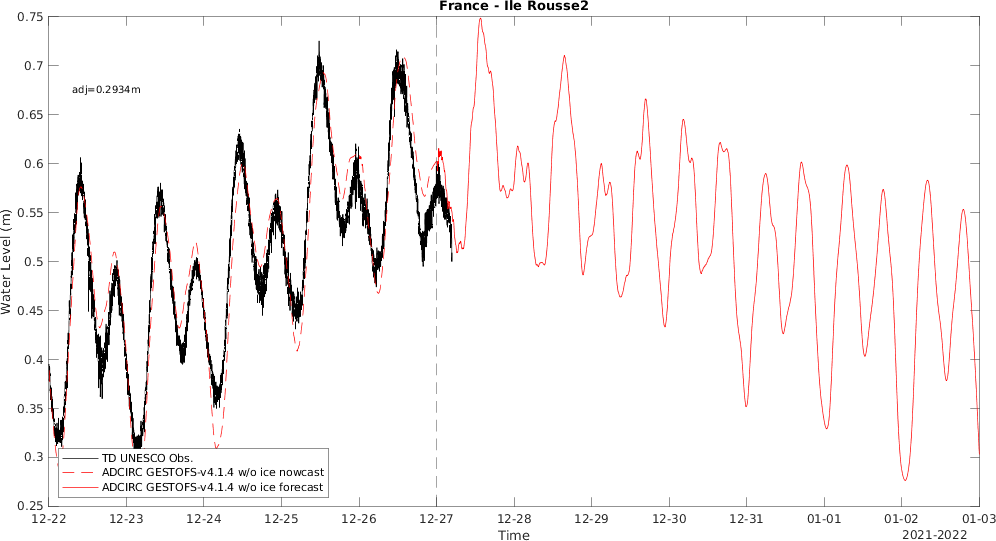 France - Ile Rousse2
0.75
0.7
0.65
0.6
0.55
0.5
0.45
0.4
0.35
0.3
0.25
Water Level (m)
adj=0.2934m
TD UNESCO Obs.
ADCIRC GESTOFS-v4.1.4 w/o ice nowcast
ADCIRC GESTOFS-v4.1.4 w/o ice forecast
12-22 12-23 12-24 12-25 12-26 12-27 12-28 12-29 12-30 12-31 01-01 01-02 01-03
Time
2021-2022